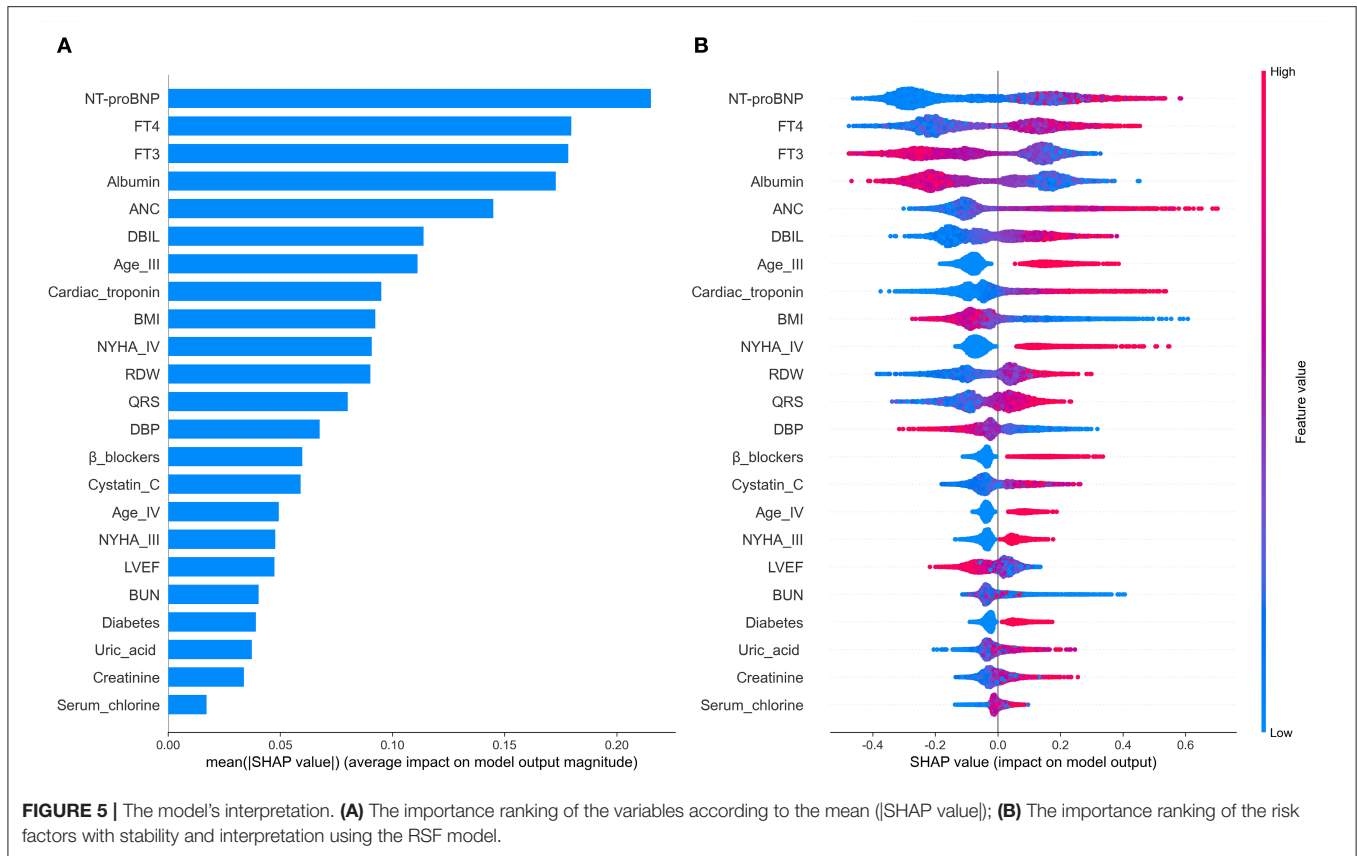 A
NT-proBNP
FT4
FT3
Albumin
ANC
DBIL
Age_III
Cardiac_troponin
BMI
NYHA_IV
RDW
QRS
DBP
β_blockers
Cystatin_C
Age_IV
NYHA_III
LVEF
BUN
Diabetes
Uric_acid
Creatinine
Serum_chlorine
0.00 0.05 0.10 0.15 0.20
mean(|SHAP value|) (average impact on model output magnitude)
B
NT-proBNP
FT4
FT3
Albumin
ANC
DBIL
Age_III
Cardiac_troponin
BMI
NYHA_IV
RDW
QRS
DBP
β_blockers
Cystatin_C
Age_IV
NYHA_III
LVEF
BUN
Diabetes
Uric_acid
Creatinine
Serum_chlorine
-0.4 -0.2 0.0 0.2 0.4 0.6
SHAP value (impact on model output)
High
Feature value
Low
FIGURE 5 | The model's interpretation. (A) The importance ranking of the variables according to the mean (|SHAP value|); (B) The importance ranking of the risk
factors with stability and interpretation using the RSF model.